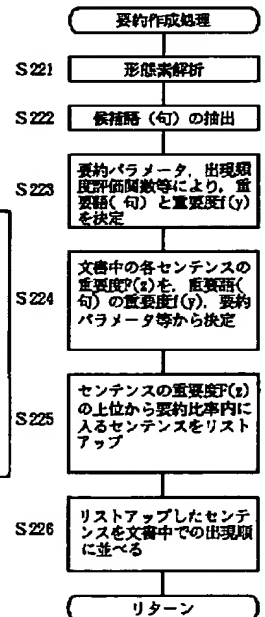 要約作成処理
S221
形態素解析
S222
候補語(句)の抽出
S223
要約パラメータ，出現頻
度評価関数等により，重
要語(句)と重要度f(y)
を決定
S224
文書中の各センテンスの
重要度F(z)を，重要語(
句)の重要度f(y)，要約
パラメータ等から決定
S225
センテンスの重要度F(z)
の上位から要約比率内に
入るセンテンスをリスト
アップ
S226
リストアップしたセンテ
ンスを文書中での出現順
に並べる
リターン